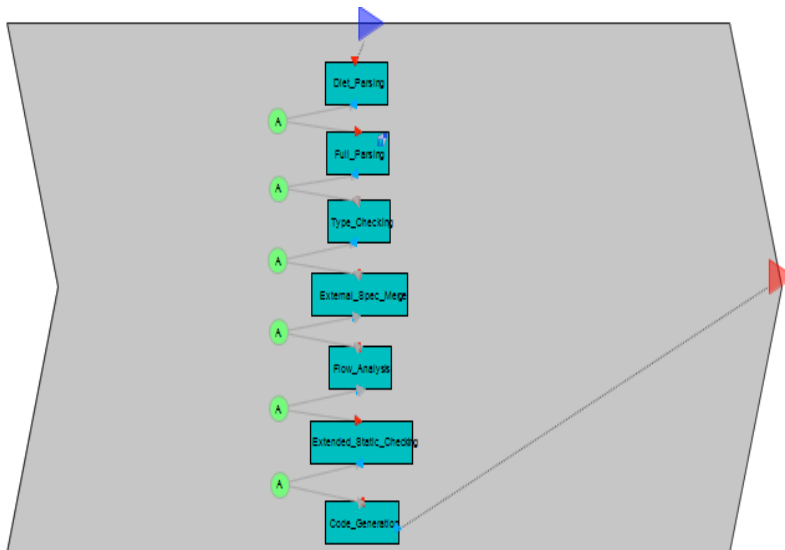 Diet_Parsing
A
Full_Parsing
A
Type_Checking
A
External_Spec_Merge
A
Flow_Analysis
A
Extended_Static_Checking
A
Code_Generation